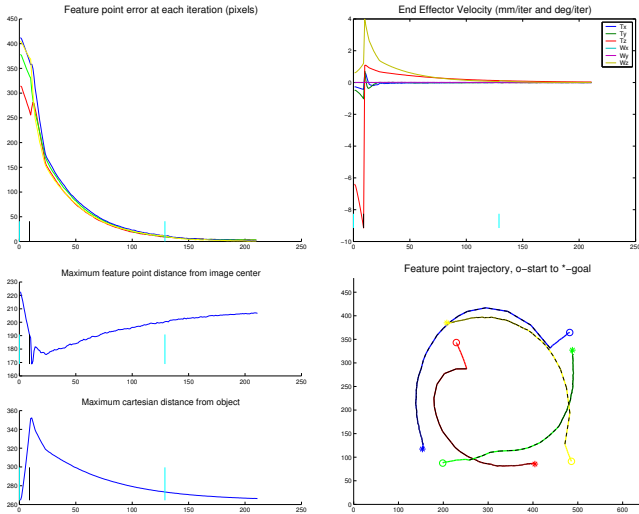 Feature point error at each iteration (pixels)
450
400
350
300
250
200
150
100
50
0
0 50 100 150 200 250
End Effector Velocity (mm/iter and deg/iter)
4
2
0
−2
−4
−6
−8
−10
0 50 100 150 200 250
Tx
Ty
Tz
Wx
Wy
Wz
Maximum feature point distance from image center
230
220
210
200
190
180
170
160
0 50 100 150 200 250
Maximum cartesian distance from object
360
340
320
300
280
260
0 50 100 150 200 250
Feature point trajectory, o−start to *−goal
450
400
350
300
250
200
150
100
50
0
0 100 200 300 400 500 600